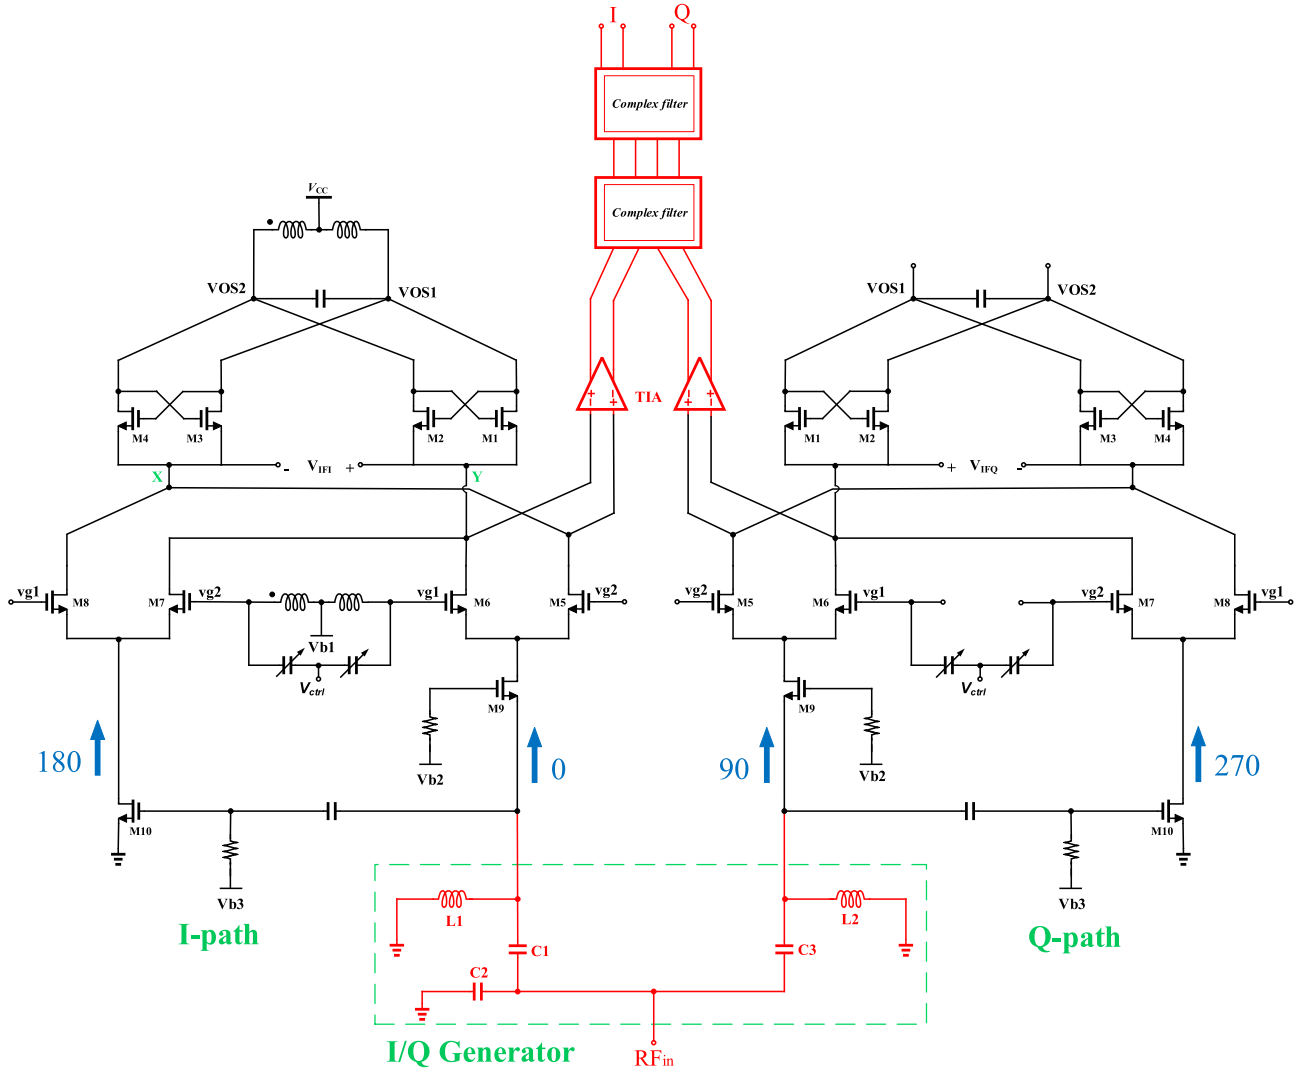 I Q
Complex filter
Complex filter
VCC
VOS2 VOS1
VOS1 VOS2
TIA
+ − − + + − − +
M4 M3 M2 M1
M1 M2 M3 M4
X - VIFI + Y
+ VIFQ -
vg1 M8 M7 vg2 vg1 M6 M5 vg2
vg2 M5 M6 vg1 vg2 M7 M8 vg1
Vb1
Vctrl
Vctrl
M9 M9
Vb2 Vb2
180 0 90 270
M10 M10
Vb3 Vb3
I-path Q-path
L1 L2
C1 C3
C2
I/Q Generator
RFin